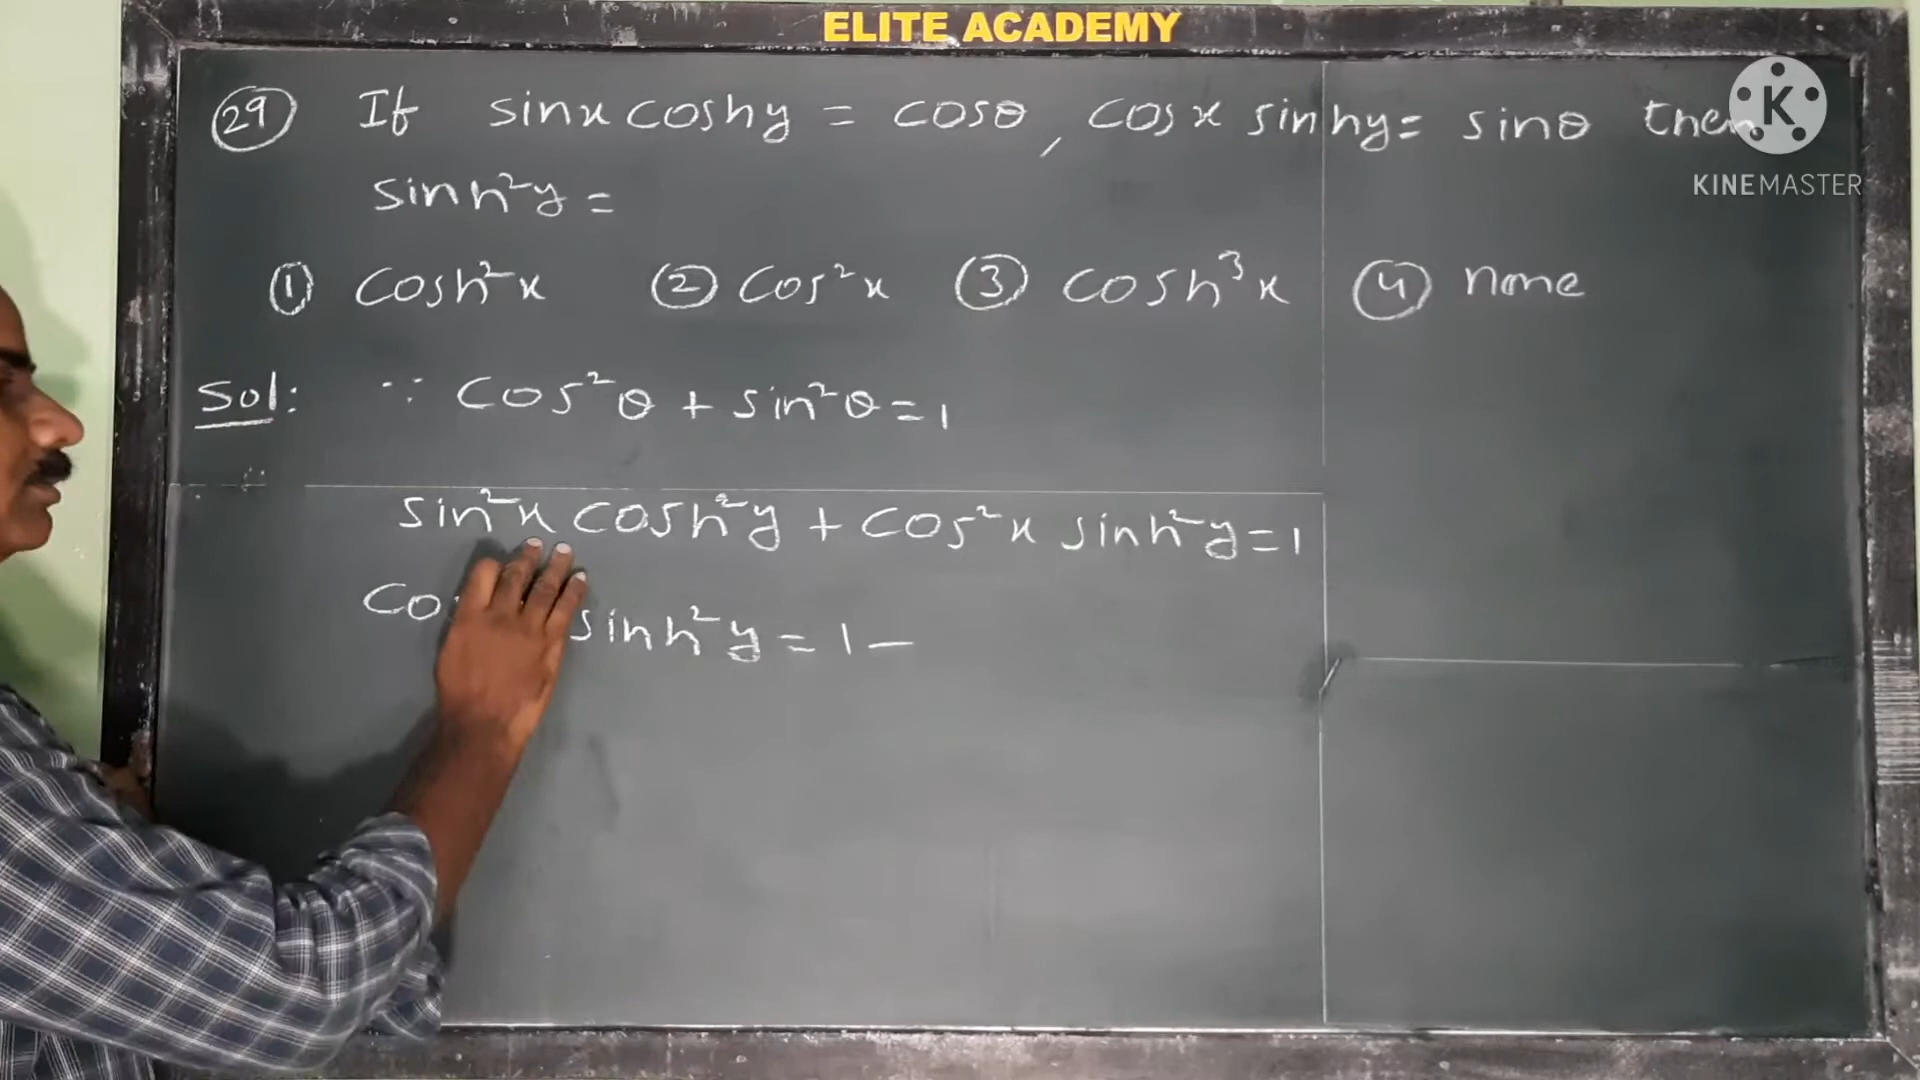 ELITE ACADEMY
KINEMASTER
29 If sinx coshy = cosθ, cosx sinhy = sinθ then
sinh²y =
① cosh²x ② cos²x ③ cosh³x ④ none
Sol: ∵ cos²θ + sin²θ = 1
sin²x cosh²y + cos²x sinh²y = 1
sinh²y = 1 –